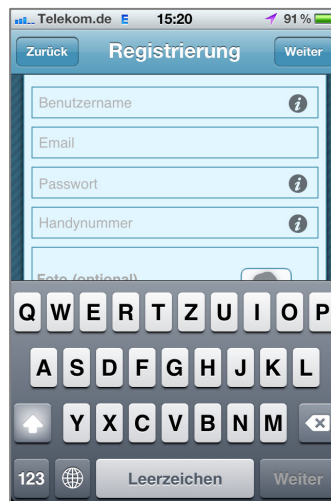 Telekom.de E 15:20 91 %
Zurück Registrierung Weiter
Benutzername
Email
Passwort
Handynummer
Foto (optional)
Q W E R T Z U I O P
A S D F G H J K L
Y X C V B N M
123 Leerzeichen Weiter